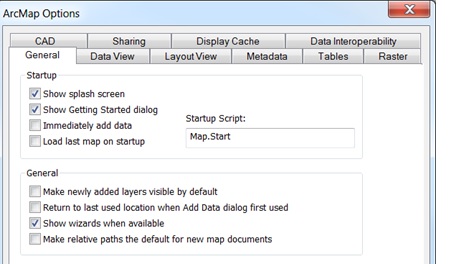 ArcMap Options
CAD Sharing Display Cache Data Interoperability
General Data View Layout View Metadata Tables Raster
Startup
Show splash screen
Show Getting Started dialog
Immediately add data
Load last map on startup
Startup Script:
Map.Start
General
Make newly added layers visible by default
Return to last used location when Add Data dialog first used
Show wizards when available
Make relative paths the default for new map documents